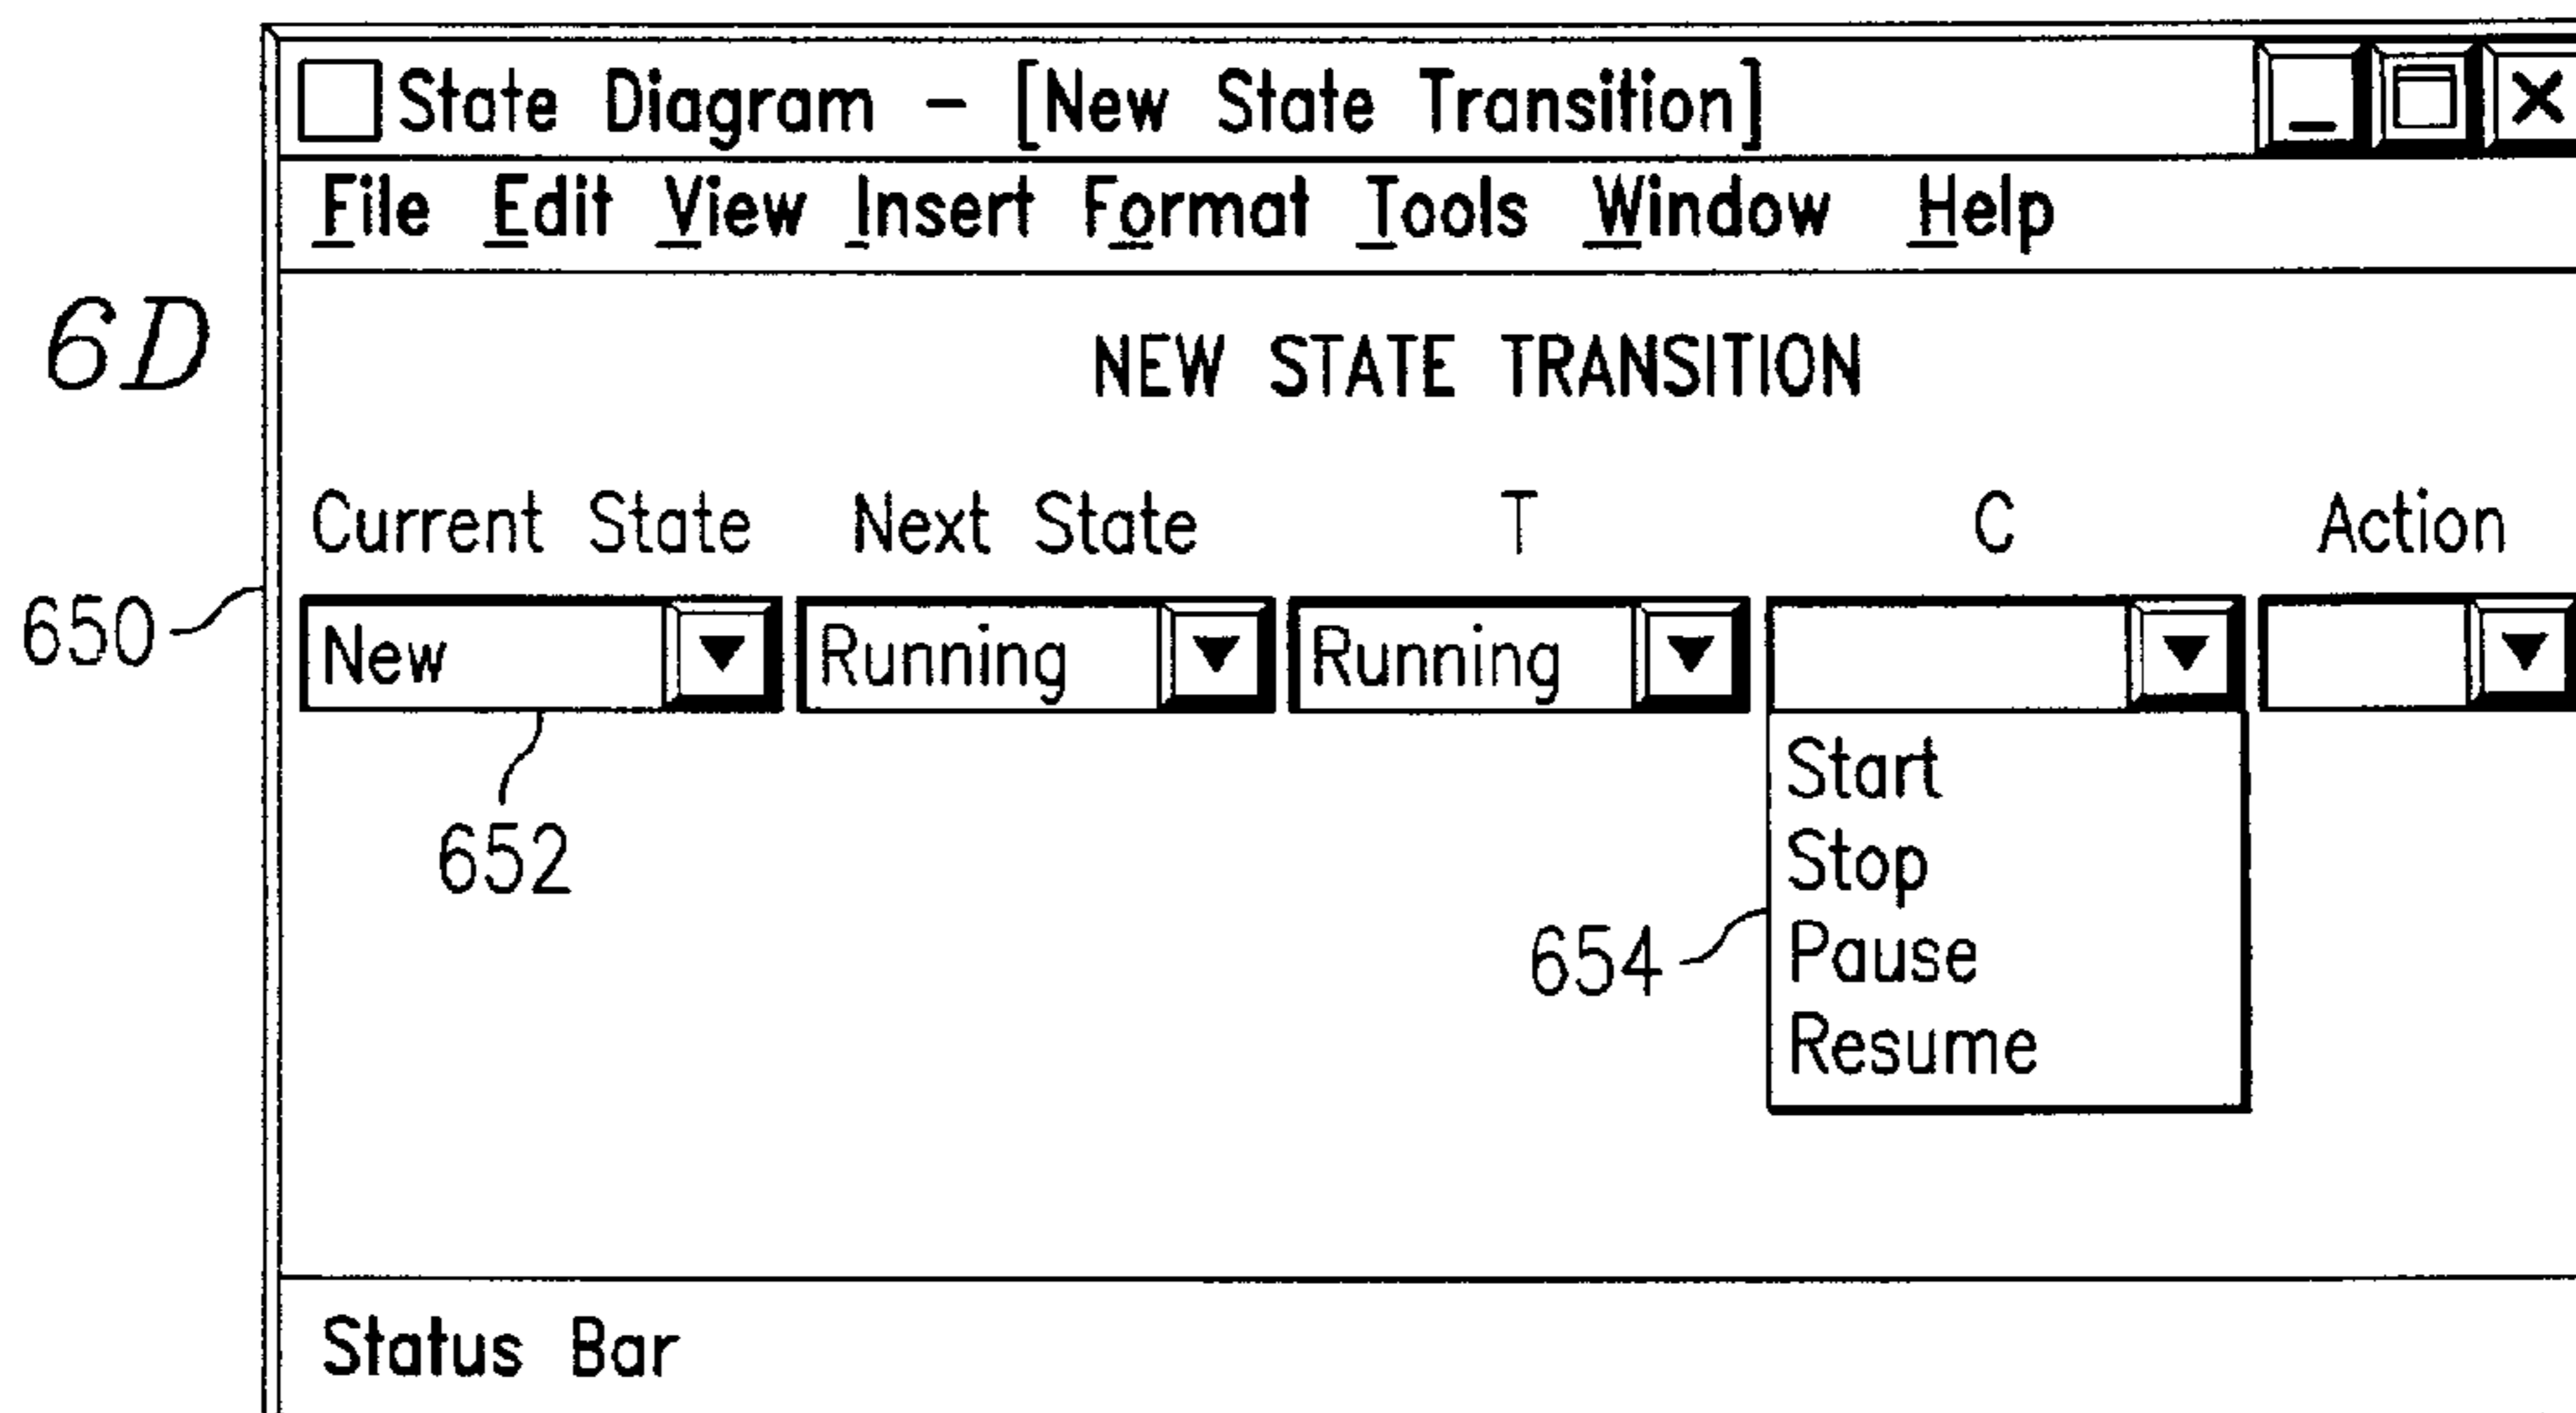 State Diagram - [New State Transition]
File Edit View Insert Format Tools Window Help
6D
NEW STATE TRANSITION
Current State Next State T C Action
650
New Running Running
652
Start
Stop
654
Pause
Resume
Status Bar